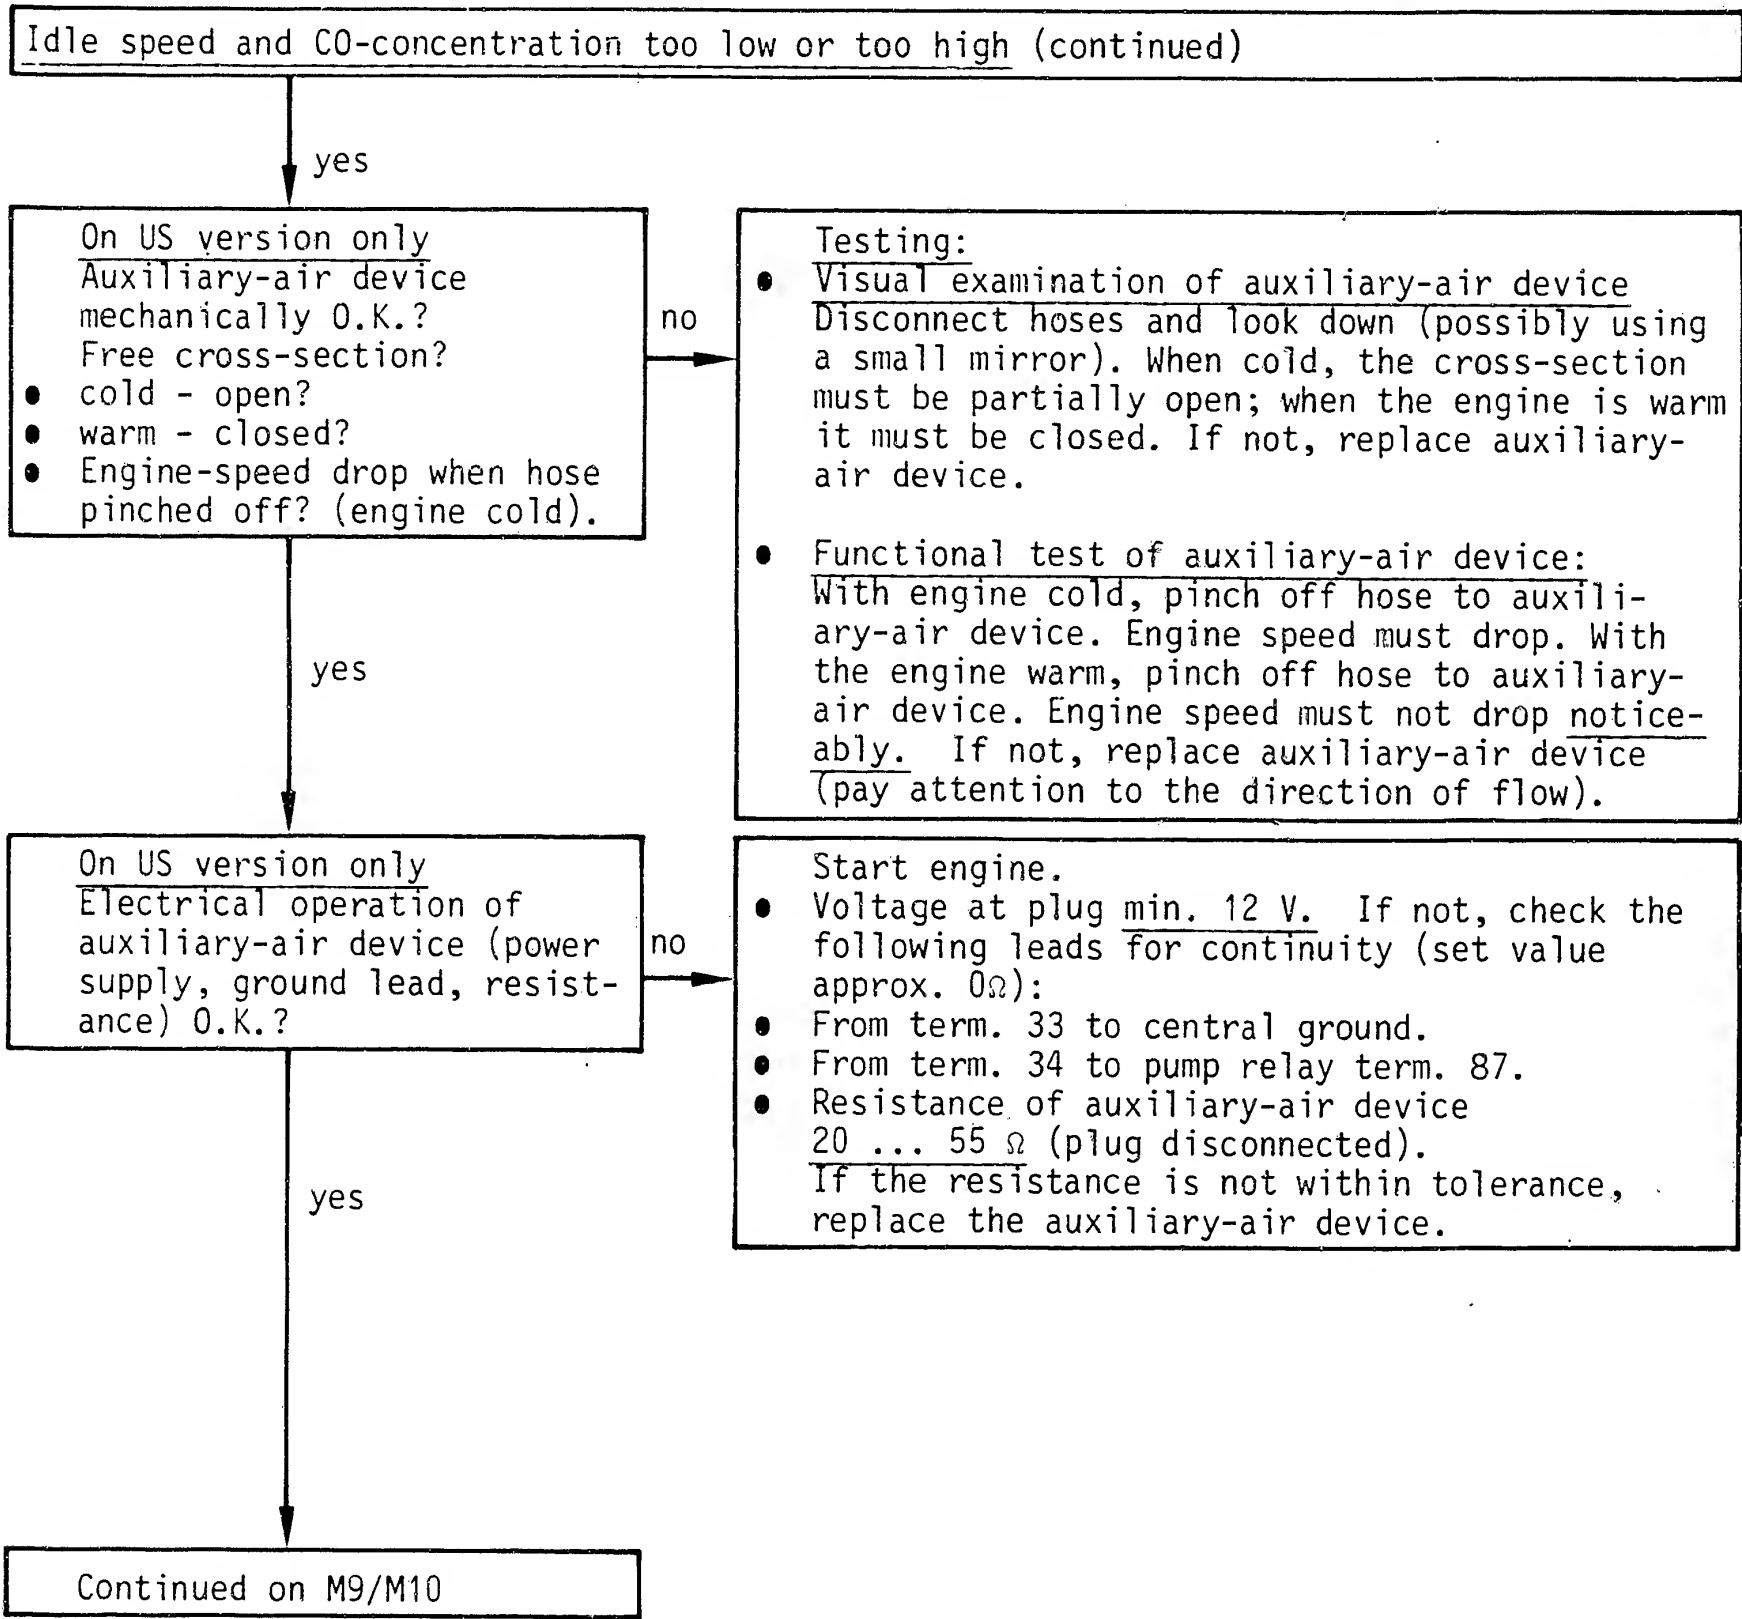 Idle speed and CO-concentration too low or too high (continued)
yes
On US version only
Auxiliary-air device
mechanically O.K.?
Free cross-section?
• cold - open?
• warm - closed?
• Engine-speed drop when hose
pinched off? (engine cold).
no
Testing:
• Visual examination of auxiliary-air device
Disconnect hoses and look down (possibly using
a small mirror). When cold, the cross-section
must be partially open; when the engine is warm
it must be closed. If not, replace auxiliary-
air device.
• Functional test of auxiliary-air device:
With engine cold, pinch off hose to auxili-
ary-air device. Engine speed must drop. With
the engine warm, pinch off hose to auxiliary-
air device. Engine speed must not drop notice-
ably. If not, replace auxiliary-air device
(pay attention to the direction of flow).
yes
On US version only
Electrical operation of
auxiliary-air device (power
supply, ground lead, resist-
ance) O.K.?
no
Start engine.
• Voltage at plug min. 12 V. If not, check the
following leads for continuity (set value
approx. 0Ω):
• From term. 33 to central ground.
• From term. 34 to pump relay term. 87.
• Resistance of auxiliary-air device
20 ... 55 Ω (plug disconnected).
If the resistance is not within tolerance,
replace the auxiliary-air device.
yes
Continued on M9/M10